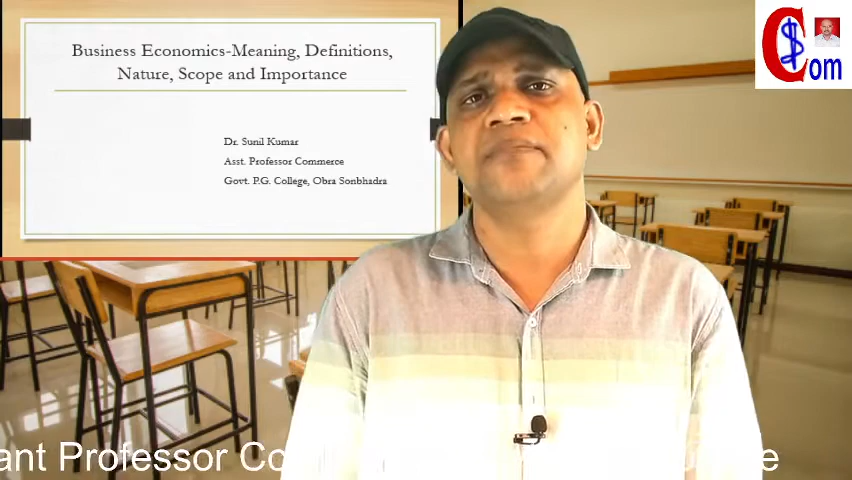 Business Economics-Meaning, Definitions,
Nature, Scope and Importance
Dr. Sunil Kumar
Asst. Professor Commerce
Govt. P.G. College, Obra Sonbhadra
C$ om
ant Professor Co